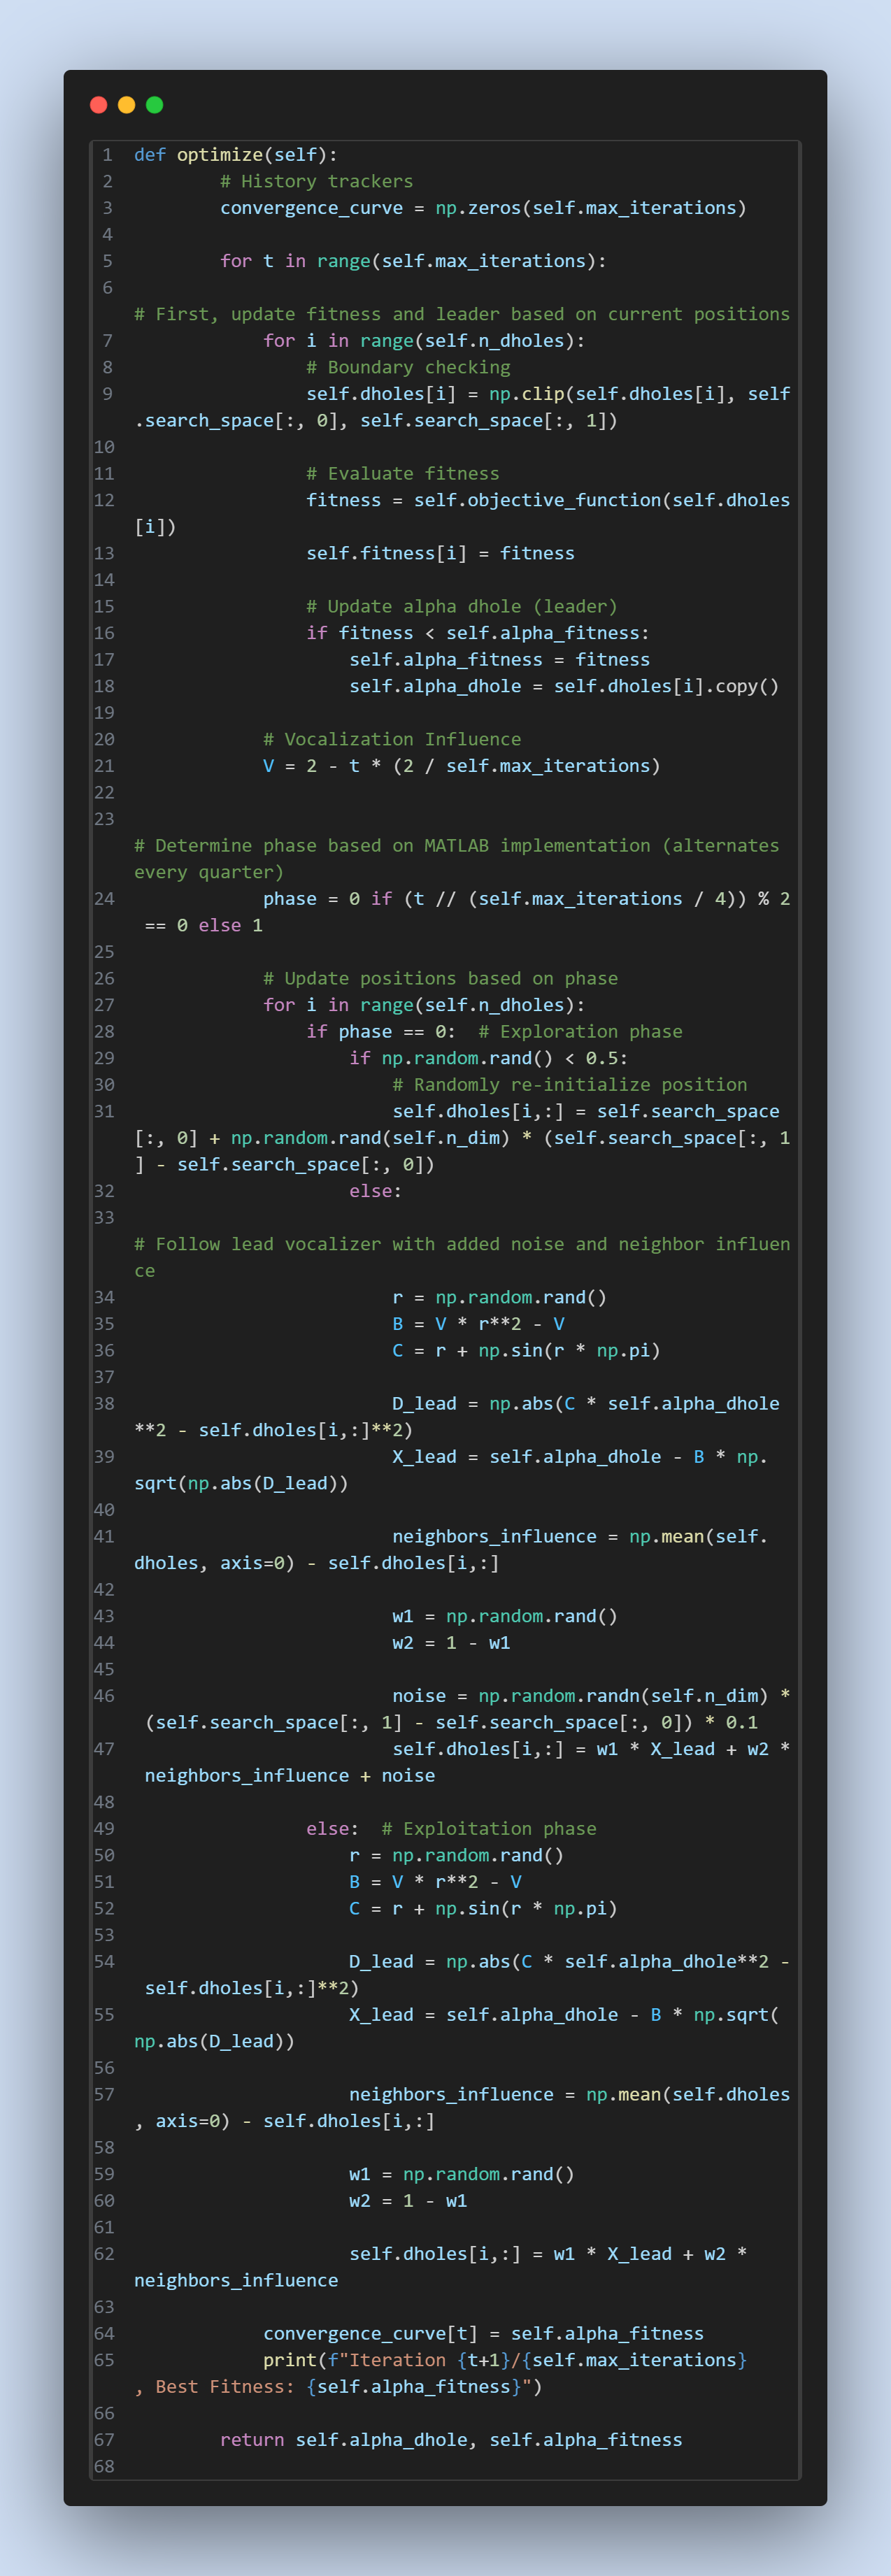 1 def optimize(self):
2 # History trackers
3 convergence_curve = np.zeros(self.max_iterations)
4
5 for t in range(self.max_iterations):
6
# First, update fitness and leader based on current positions
7 for i in range(self.n_dholes):
8 # Boundary checking
9 self.dholes[i] = np.clip(self.dholes[i], self
.search_space[:, 0], self.search_space[:, 1])
10
11 # Evaluate fitness
12 fitness = self.objective_function(self.dholes
[i])
13 self.fitness[i] = fitness
14
15 # Update alpha dhole (leader)
16 if fitness < self.alpha_fitness:
17 self.alpha_fitness = fitness
18 self.alpha_dhole = self.dholes[i].copy()
19
20 # Vocalization Influence
21 V = 2 - t * (2 / self.max_iterations)
22
23
# Determine phase based on MATLAB implementation (alternates
every quarter)
24 phase = 0 if (t // (self.max_iterations / 4)) % 2
== 0 else 1
25
26 # Update positions based on phase
27 for i in range(self.n_dholes):
28 if phase == 0:  # Exploration phase
29 if np.random.rand() < 0.5:
30 # Randomly re-initialize position
31 self.dholes[i,:] = self.search_space
[:, 0] + np.random.rand(self.n_dim) * (self.search_space[:, 1
] - self.search_space[:, 0])
32 else:
33
# Follow lead vocalizer with added noise and neighbor influen
ce
34 r = np.random.rand()
35 B = V * r**2 - V
36 C = r + np.sin(r * np.pi)
37
38 D_lead = np.abs(C * self.alpha_dhole
**2 - self.dholes[i,:]**2)
39 X_lead = self.alpha_dhole - B * np.
sqrt(np.abs(D_lead))
40
41 neighbors_influence = np.mean(self.
dholes, axis=0) - self.dholes[i,:]
42
43 w1 = np.random.rand()
44 w2 = 1 - w1
45
46 noise = np.random.randn(self.n_dim) *
(self.search_space[:, 1] - self.search_space[:, 0]) * 0.1
47 self.dholes[i,:] = w1 * X_lead + w2 *
neighbors_influence + noise
48
49 else:  # Exploitation phase
50 r = np.random.rand()
51 B = V * r**2 - V
52 C = r + np.sin(r * np.pi)
53
54 D_lead = np.abs(C * self.alpha_dhole**2 -
self.dholes[i,:]**2)
55 X_lead = self.alpha_dhole - B * np.sqrt(
np.abs(D_lead))
56
57 neighbors_influence = np.mean(self.dholes
, axis=0) - self.dholes[i,:]
58
59 w1 = np.random.rand()
60 w2 = 1 - w1
61
62 self.dholes[i,:] = w1 * X_lead + w2 *
neighbors_influence
63
64 convergence_curve[t] = self.alpha_fitness
65 print(f"Iteration {t+1}/{self.max_iterations}
, Best Fitness: {self.alpha_fitness}")
66
67 return self.alpha_dhole, self.alpha_fitness
68